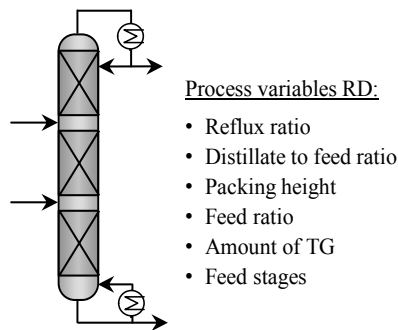 Process variables RD:
• Reflux ratio
• Distillate to feed ratio
• Packing height
• Feed ratio
• Amount of TG
• Feed stages